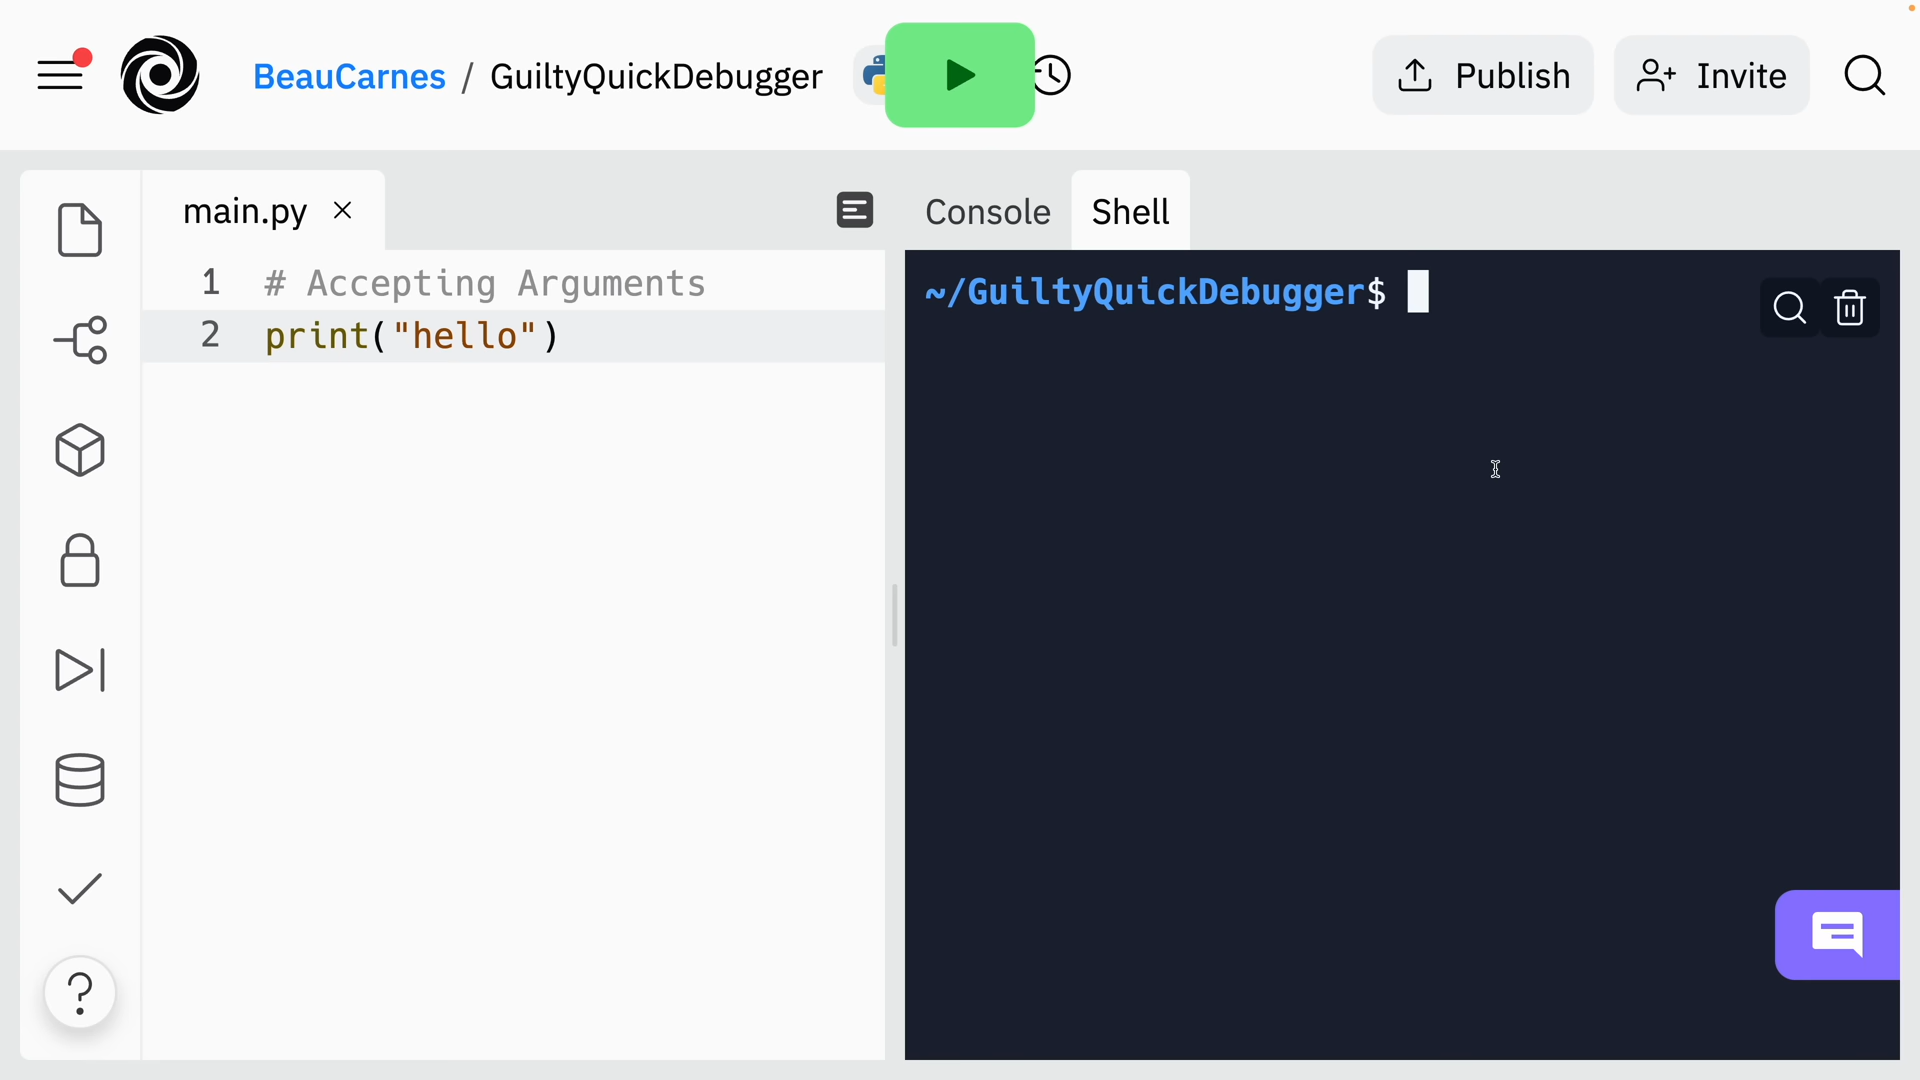 BeauCarnes / GuiltyQuickDebugger
Publish
Invite
main.py
Console
Shell
1 # Accepting Arguments
2 print("hello")
~/GuiltyQuickDebugger$
?